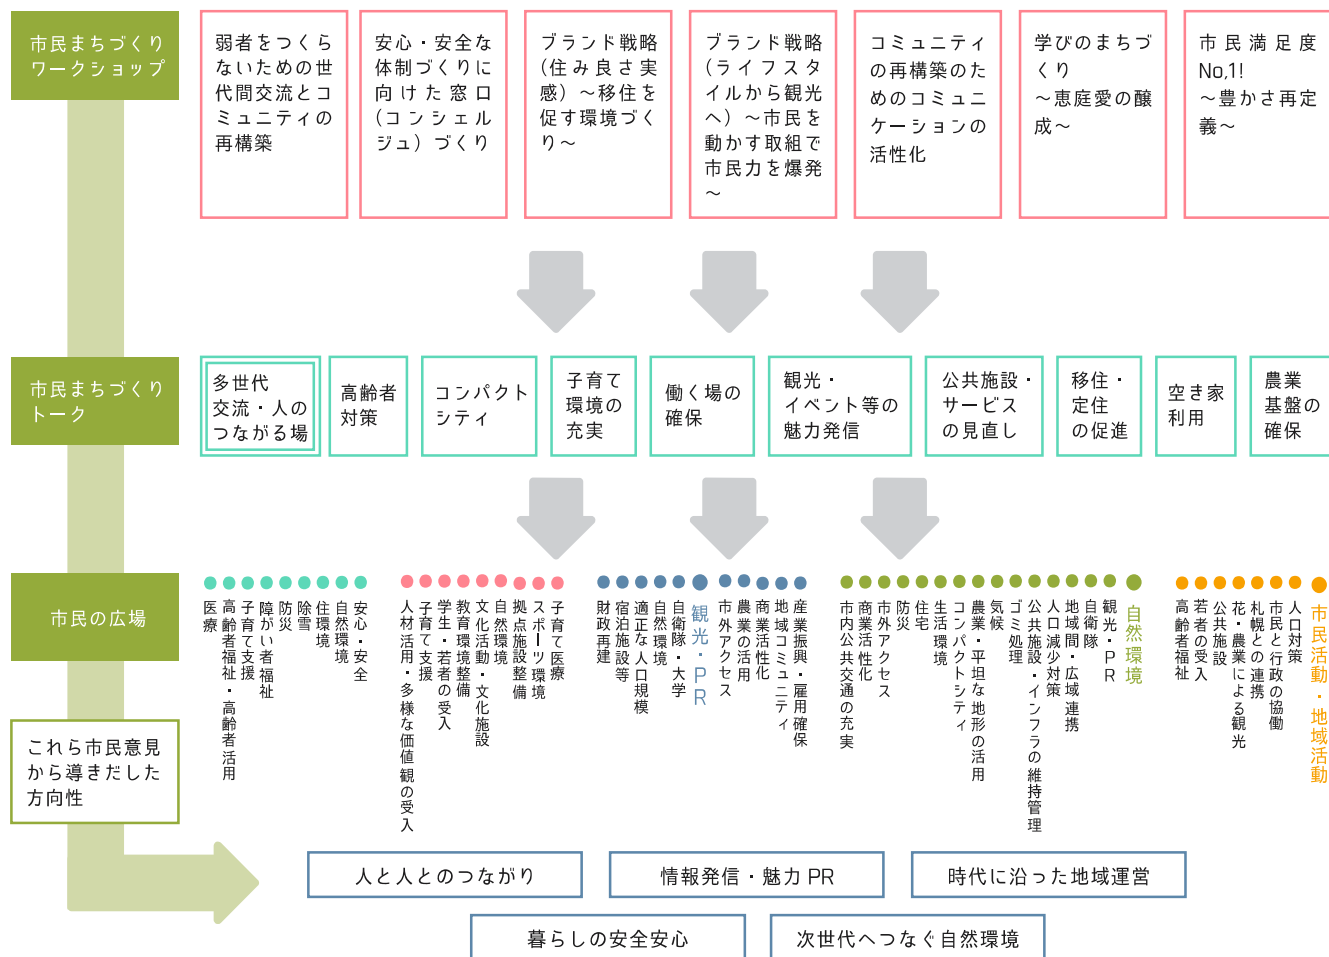 市民まちづくり
ワークショップ
弱者をつくら
ないための世
代間交流とコ
ミュニティの
再構築
安心・安全な
体制づくりに
向けた窓口
(コンシェル
ジュ）づくり
ブランド戦略
(住み良さ実
感）～移住を
促す環境づく
り～
ブランド戦略
(ライフスタ
イルから観光
へ）～市民を
動かす取組で
市民力を爆発
～
コミュニティ
の再構築のた
めのコミュニ
ケーションの
活性化
学びのまちづ
くり
～恵庭愛の醸
成～
市民満足度
No,1!
～豊かさ再定
義～
市民まちづくり
トーク
多世代
交流・人の
つながる場
高齢者
対策
コンパクト
シティ
子育て
環境の
充実
働く場の
確保
観光・
イベント等の
魅力発信
公共施設・
サービス
の見直し
移住・
定住
の促進
空き家
利用
農業
基盤の
確保
市民の広場
医療
高齢者福祉・高齢者活用
子育て支援
障がい者福祉
防災
除雪
住環境
自然環境
安心・安全
人材活用・多様な価値観の受入
子育て支援
学生・若者の受入
教育環境整備
文化活動・文化施設
自然環境
拠点施設整備
スポーツ環境
子育て医療
財政再建
宿泊施設等
適正な人口規模
自然環境
自衛隊・大学
観光・PR
市外アクセス
農業の活用
商業活性化
地域コミュニティ
産業振興・雇用確保
市内公共交通の充実
商業活性化
市外アクセス
防災
住宅
生活環境
コンパクトシティ
農業・平坦な地形の活用
気候
ゴミ処理
公共施設・インフラの維持管理
人口減少対策
地域間・広域連携
自衛隊
観光・PR
自然環境
高齢者福祉
若者の受入
公共施設
花・農業による観光
札幌との連携
市民と行政の協働
人口対策
市民活動・地域活動
これら市民意見
から導きだした
方向性
人と人とのつながり
情報発信・魅力 PR
時代に沿った地域運営
暮らしの安全安心
次世代へつなぐ自然環境